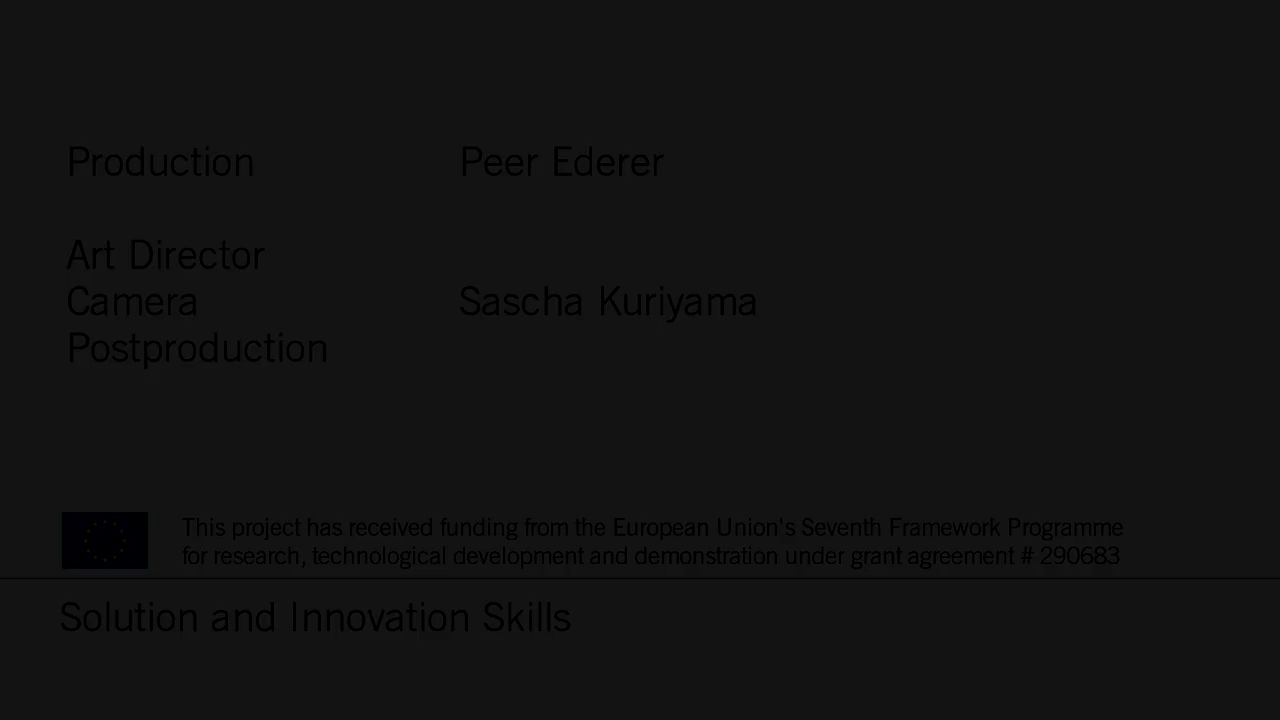 Production Peer Ederer
Art Director
Camera Sascha Kuriyama
Postproduction
This project has received funding from the European Union's Seventh Framework Programme
for research, technological development and demonstration under grant agreement # 290683
Solution and Innovation Skills